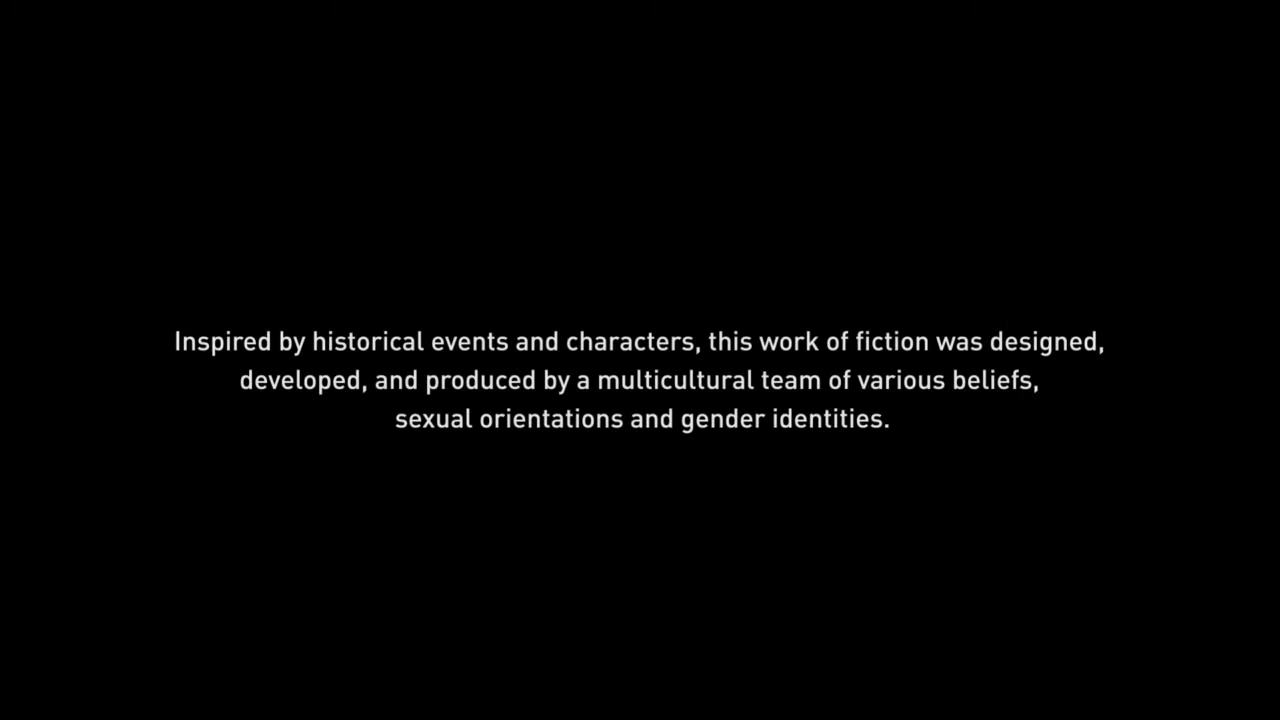 Inspired by historical events and characters, this work of fiction was designed,
developed, and produced by a multicultural team of various beliefs,
sexual orientations and gender identities.